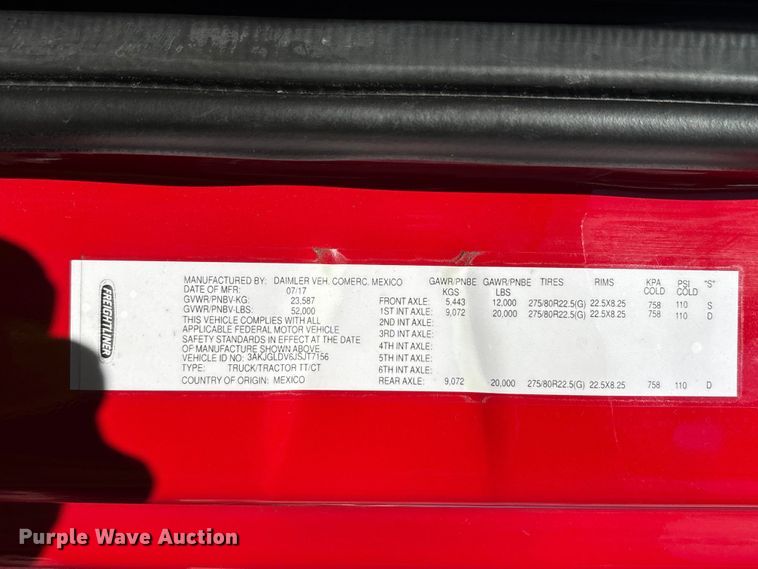 FREIGHTLINER
MANUFACTURED BY: DAIMLER VEH. COMERC. MEXICO
DATE OF MFR: 07/17
GVWR/PNBV-KG: 23,587
GVWR/PNBV-LBS: 52,000
THIS VEHICLE COMPLIES WITH ALL
APPLICABLE FEDERAL MOTOR VEHICLE
SAFETY STANDARDS IN EFFECT AT THE DATE
OF MANUFACTURE SHOWN ABOVE.
VEHICLE ID NO.: 3AKJGLDV6JSJT7156
TYPE: TRUCK/TRACTOR TT/CT
COUNTRY OF ORIGIN: MEXICO
GAWR/PNBE GAWR/PNBE TIRES RIMS KPA PSI "S"
KGS LBS COLD COLD
FRONT AXLE: 5,443 12,000 275/80R22.5(G) 22.5X8.25 758 110 S
1ST INT AXLE: 9,072 20,000 275/80R22.5(G) 22.5X8.25 758 110 D
2ND INT AXLE:
3RD INT AXLE:
4TH INT AXLE:
5TH INT AXLE:
6TH INT AXLE:
REAR AXLE: 9,072 20,000 275/80R22.5(G) 22.5X8.25 758 110 D
Purple Wave Auction